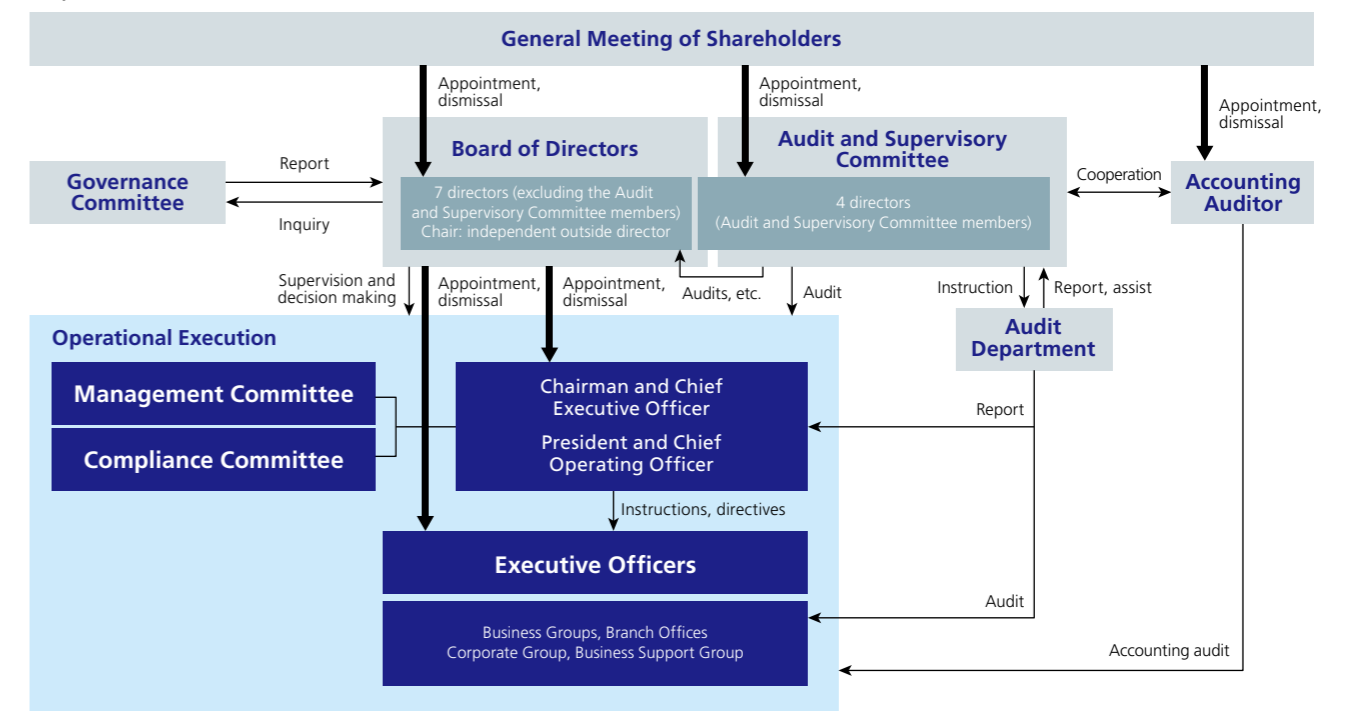 General Meeting of Shareholders
Appointment,
dismissal
Appointment,
dismissal
Appointment,
dismissal
Board of Directors
Audit and Supervisory
Committee
Governance
Committee
Report
Inquiry
7 directors (excluding the Audit
and Supervisory Committee members)
Chair: independent outside director
4 directors
(Audit and Supervisory Committee members)
Cooperation
Accounting
Auditor
Supervision and
decision making
Appointment,
dismissal
Appointment,
dismissal
Audits, etc.
Audit
Instruction
Report, assist
Operational Execution
Audit
Department
Management Committee
Compliance Committee
Chairman and Chief
Executive Officer
President and Chief
Operating Officer
Report
Instructions, directives
Executive Officers
Audit
Business Groups, Branch Offices
Corporate Group, Business Support Group
Accounting audit